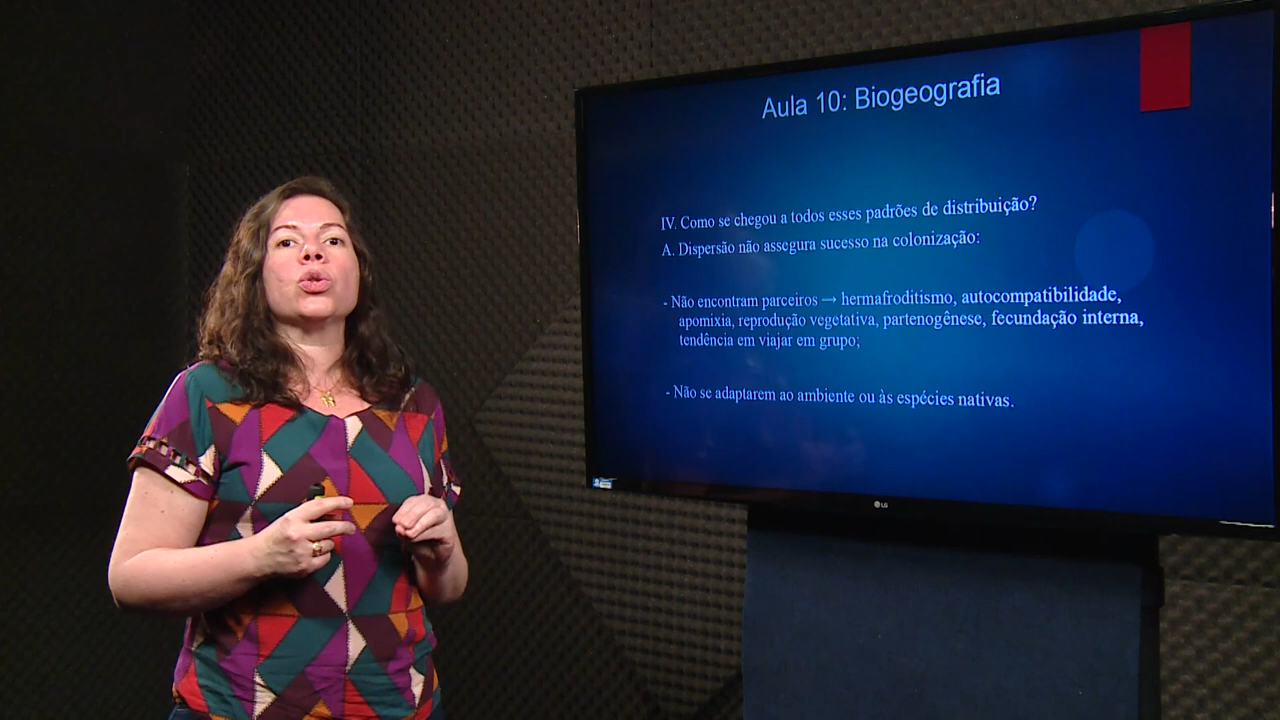 Aula 10: Biogeografia
IV. Como se chegou a todos esses padrões de distribuição?
A. Dispersão não assegura sucesso na colonização:
- Não encontram parceiros → hermafroditismo, autocompatibilidade,
apomixia, reprodução vegetativa, partenogênese, fecundação interna,
tendência em viajar em grupo;
- Não se adaptarem ao ambiente ou às espécies nativas.
LG